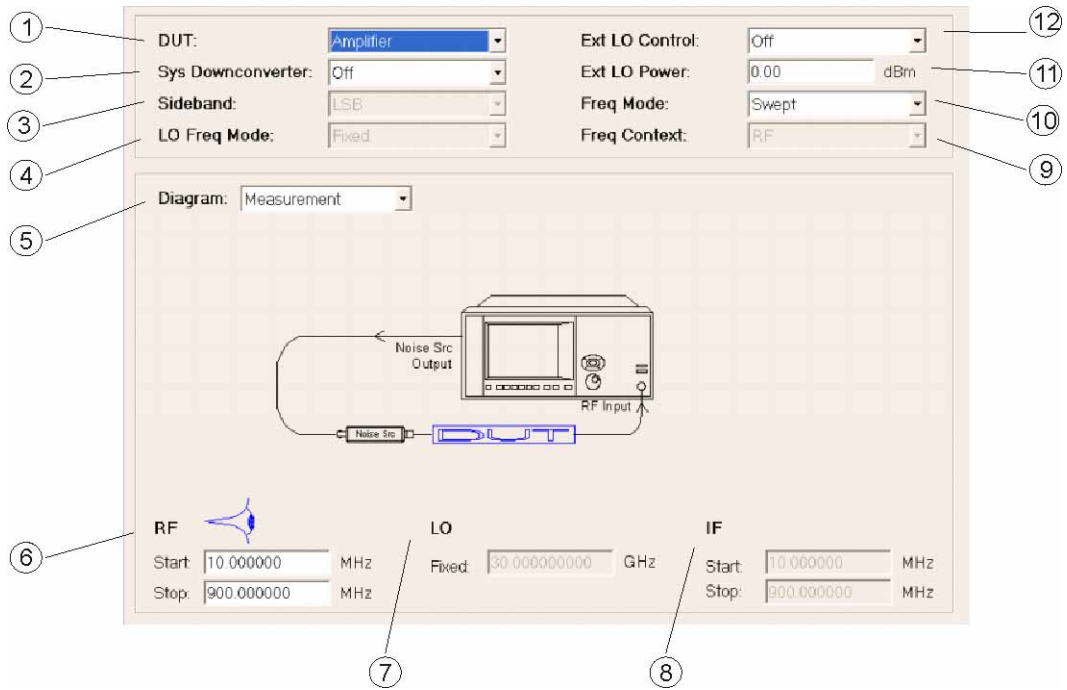 1
DUT: Amplifier
Ext LO Control: Off
12
2
Sys Downconverter: Off
Ext LO Power: 0.00 dBm
11
3
Sideband: LSB
Freq Mode: Swept
10
4
LO Freq Mode: Fixed
Freq Context: RF
9
5
Diagram: Measurement
Noise Src
Output
RF Input
Noise Src
DUT
6
RF
Start: 10.000000 MHz
Stop: 900.000000 MHz
7
LO
Fixed: 30.000000000 GHz
8
IF
Start: 10.000000 MHz
Stop: 900.000000 MHz